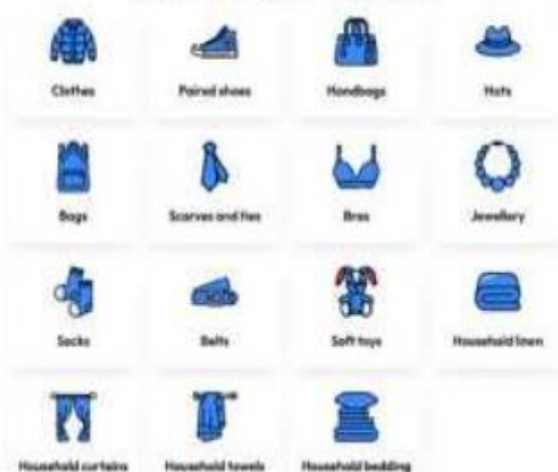 Clothes Paired shoes Handbags Hats
Bags Scarves and ties Bras Jewellery
Socks Belts Soft toys Household linen
Household curtains Household towels Household bedding